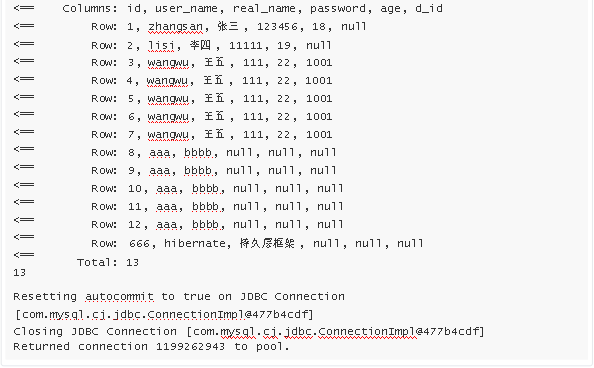 <== Columns: id, user_name, real_name, password, age, d_id
<== Row: 1, zhangsan, 张三, 123456, 18, null
<== Row: 2, lisi, 李四, 11111, 19, null
<== Row: 3, wangwu, 王五, 111, 22, 1001
<== Row: 4, wangwu, 王五, 111, 22, 1001
<== Row: 5, wangwu, 王五, 111, 22, 1001
<== Row: 6, wangwu, 王五, 111, 22, 1001
<== Row: 7, wangwu, 王五, 111, 22, 1001
<== Row: 8, aaa, bbbb, null, null, null
<== Row: 9, aaa, bbbb, null, null, null
<== Row: 10, aaa, bbbb, null, null, null
<== Row: 11, aaa, bbbb, null, null, null
<== Row: 12, aaa, bbbb, null, null, null
<== Row: 666, hibernate, 持久层框架, null, null, null
<== Total: 13
13
Resetting autocommit to true on JDBC Connection
[com.mysql.cj.jdbc.ConnectionImpl@477b4cdf]
Closing JDBC Connection [com.mysql.cj.jdbc.ConnectionImpl@477b4cdf]
Returned connection 1199262943 to pool.